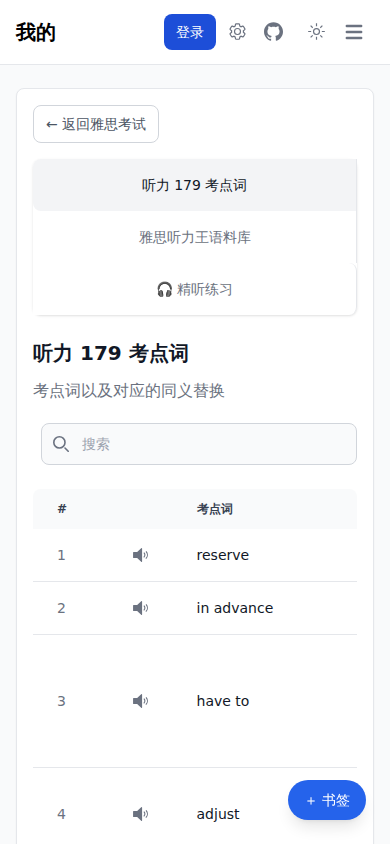 我的
登录
← 返回雅思考试
听力 179 考点词
雅思听力王语料库
🎧 精听练习
听力 179 考点词
考点词以及对应的同义替换
搜索
# 考点词
1 reserve
2 in advance
3 have to
4 adjust
+ 书签